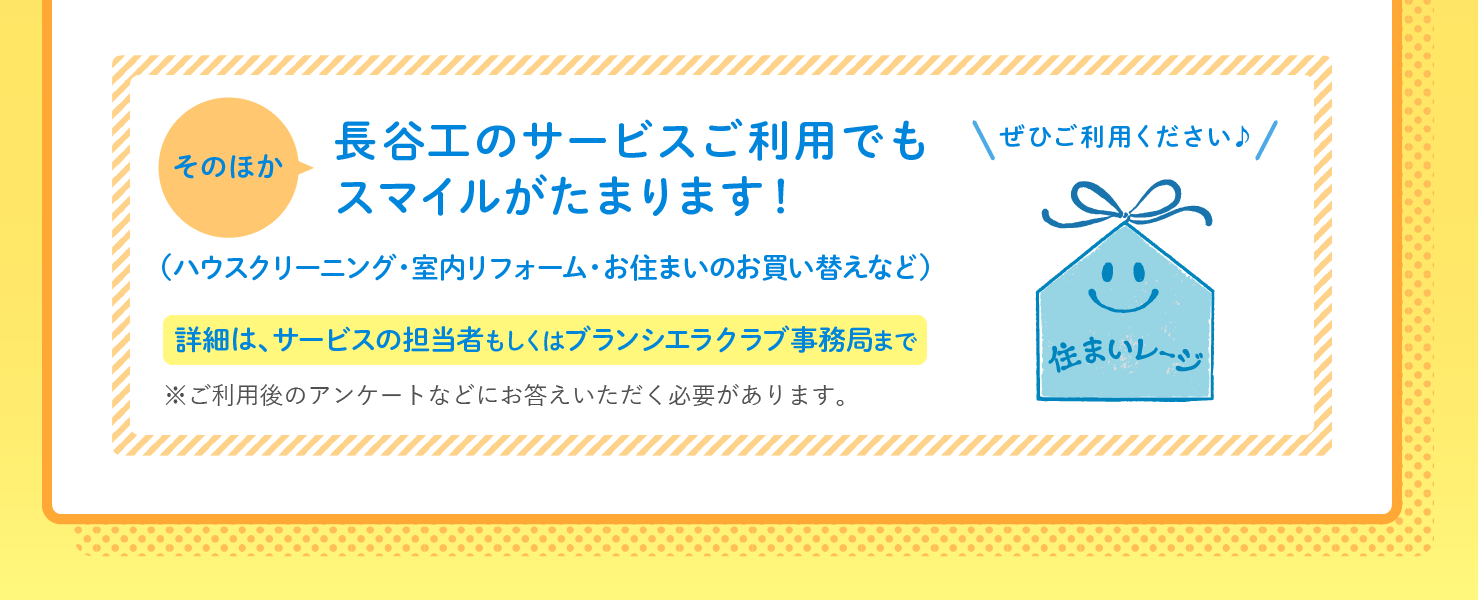 そのほか
長谷工のサービスご利用でも
スマイルがたまります！
（ハウスクリーニング・室内リフォーム・お住まいのお買い替えなど）
詳細は、サービスの担当者もしくはブランシエラクラブ事務局まで
※ご利用後のアンケートなどにお答えいただく必要があります。
ぜひご利用ください♪
住まいレージ